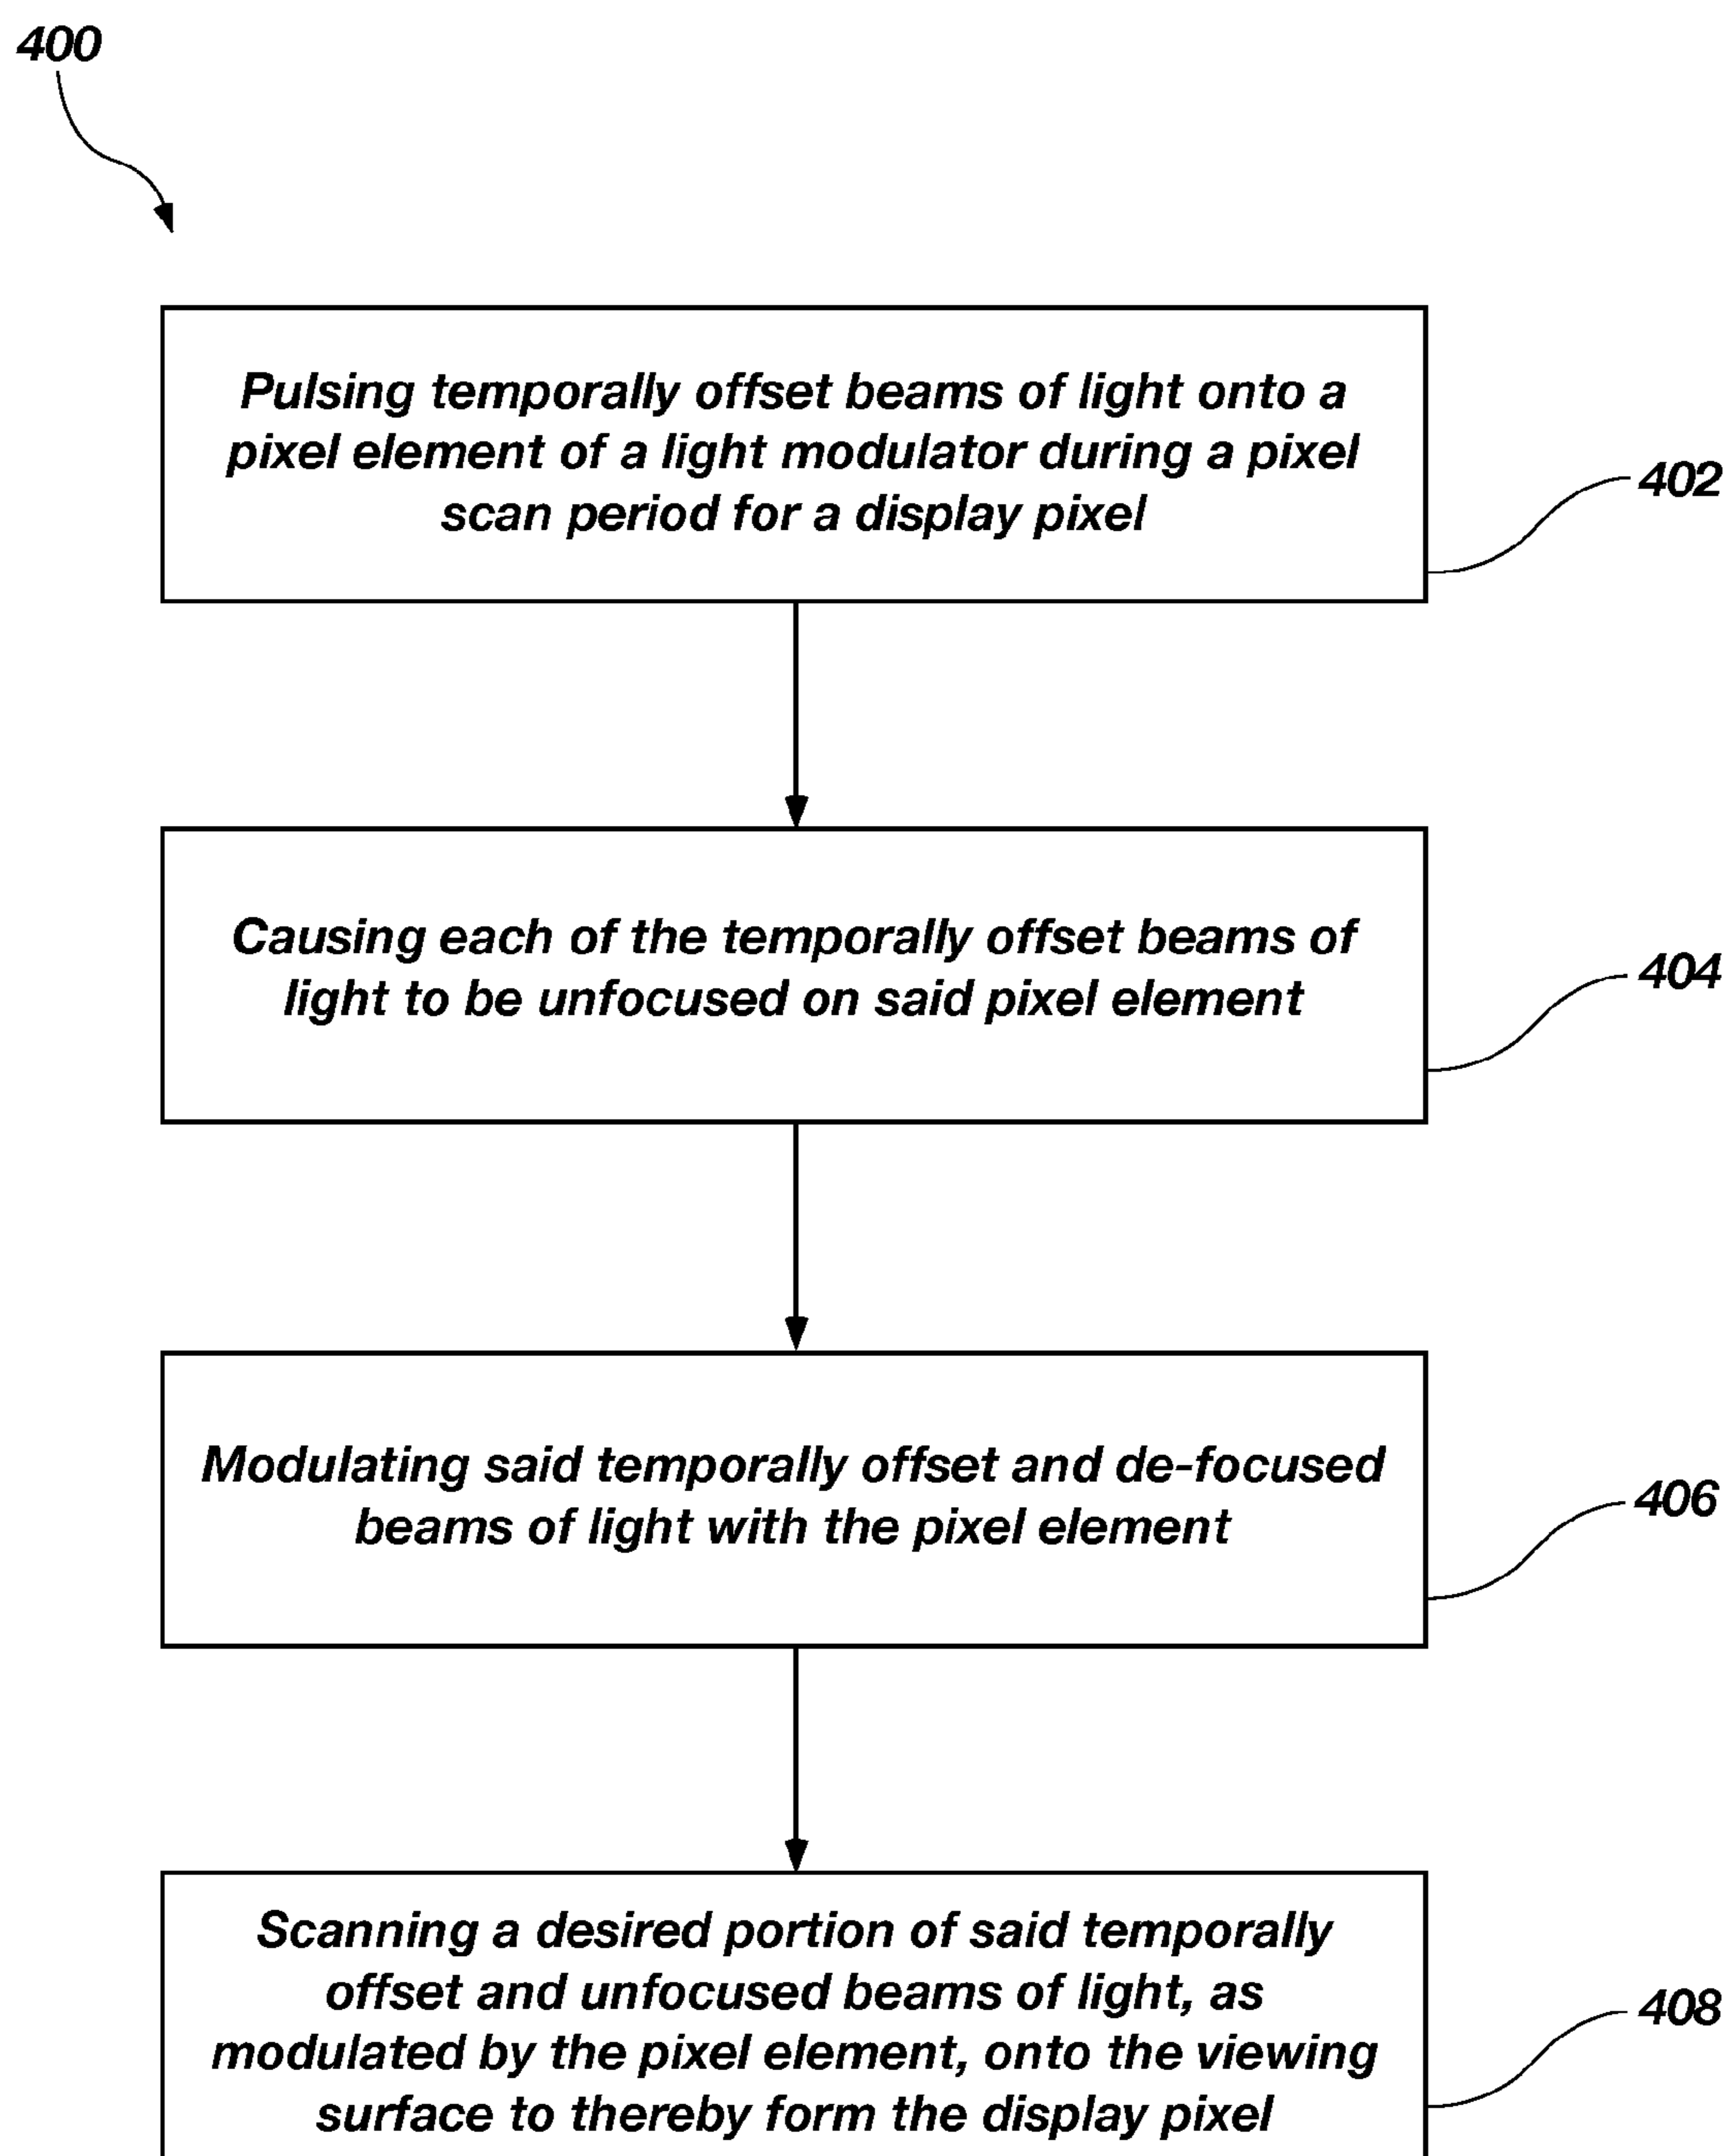 400
Pulsing temporally offset beams of light onto a
pixel element of a light modulator during a pixel
scan period for a display pixel
402
Causing each of the temporally offset beams of
light to be unfocused on said pixel element
404
Modulating said temporally offset and de-focused
beams of light with the pixel element
406
Scanning a desired portion of said temporally
offset and unfocused beams of light, as
modulated by the pixel element, onto the viewing
surface to thereby form the display pixel
408